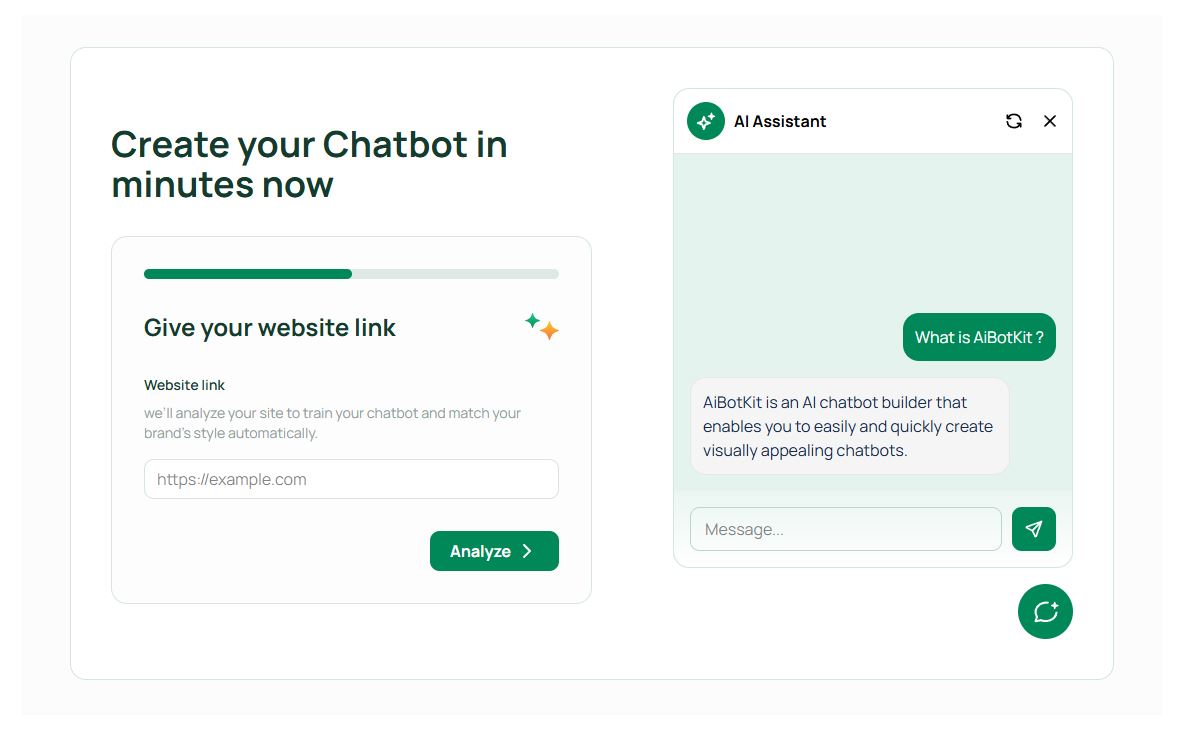 Create your Chatbot in
minutes now
Give your website link
Website link
we'll analyze your site to train your chatbot and match your
brand's style automatically.
https://example.com
Analyze
AI Assistant
What is AiBotKit ?
AiBotKit is an AI chatbot builder that
enables you to easily and quickly create
visually appealing chatbots.
Message...